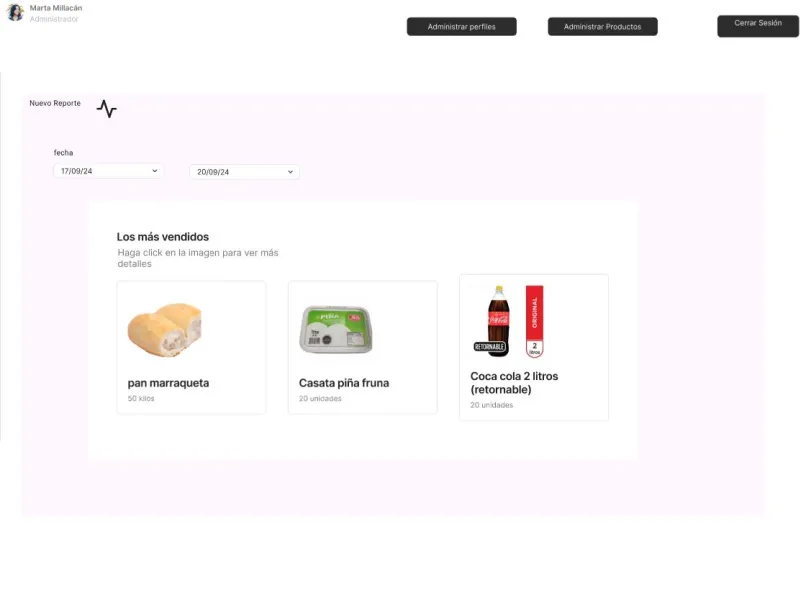 Marta Millacán
Administrador
Administrar perfiles
Administrar Productos
Cerrar Sesión
Nuevo Reporte
fecha
17/09/24
20/09/24
Los más vendidos
Haga click en la imagen para ver más
detalles
PIÑA
ORIGINAL
RETORNABLE
2
litros
pan marraqueta
50 kilos
Casata piña fruna
20 unidades
Coca cola 2 litros
(retornable)
20 unidades